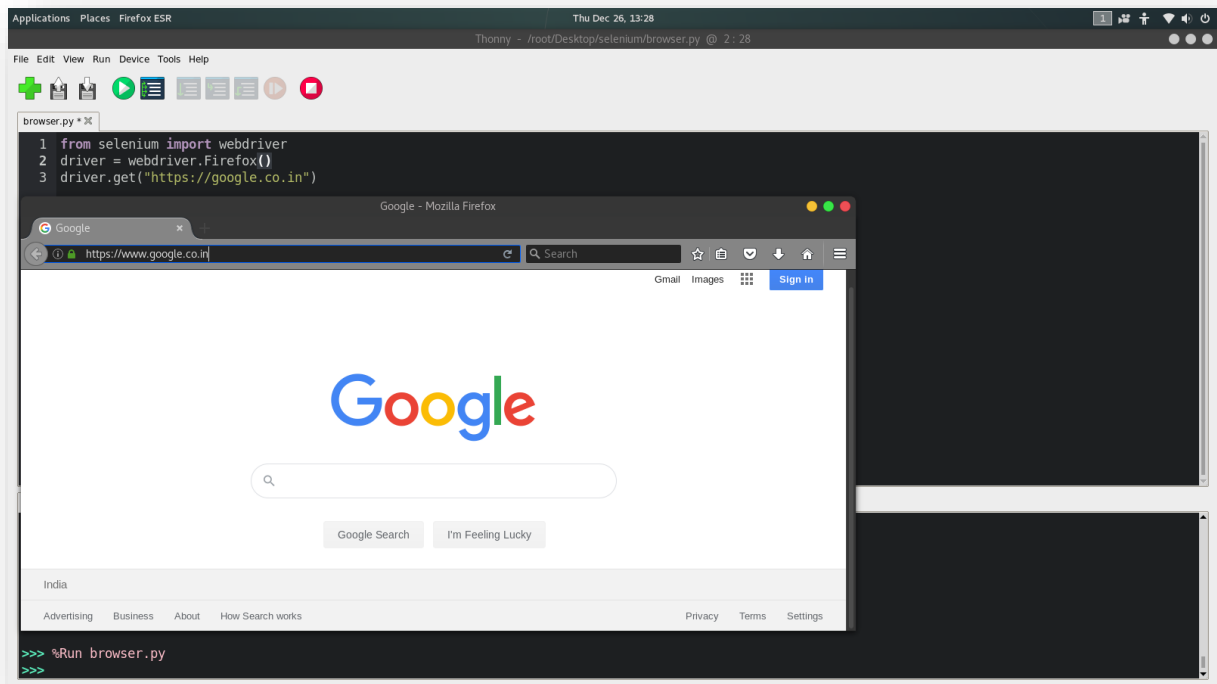 Applications Places Firefox ESR Thu Dec 26, 13:28 1
Thonny - /root/Desktop/selenium/browser.py @ 2 : 28
File Edit View Run Device Tools Help
browser.py *
1 from selenium import webdriver
2 driver = webdriver.Firefox()
3 driver.get("https://google.co.in")
Google - Mozilla Firefox
Google
https://www.google.co.in Search
Gmail Images Sign in
Google
Google Search I'm Feeling Lucky
India
Advertising Business About How Search works Privacy Terms Settings
>>> %Run browser.py
>>>